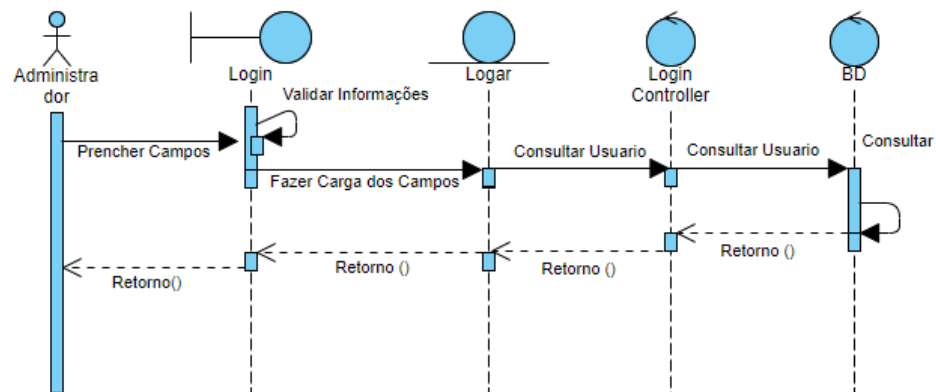 Administra
dor
Login
Logar
Login
Controller
BD
Validar Informações
Prencher Campos
Consultar Usuario
Consultar Usuario
Consultar
Fazer Carga dos Campos
Retorno ()
Retorno ()
Retorno ()
Retorno()